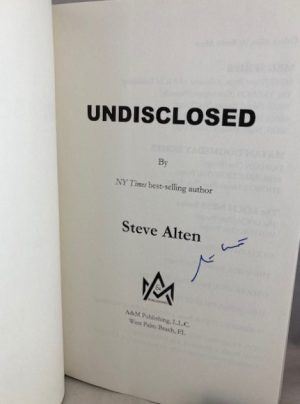 UNDISCLOSED
By
NY Times best-selling author
Steve Alten
A&M Publishing, L.L.C.
West Palm Beach, FL